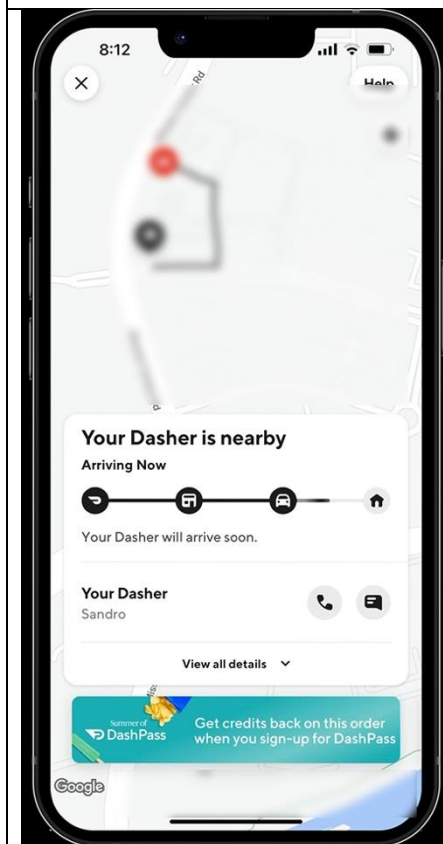 8:12
Rd
Help
Your Dasher is nearby
Arriving Now
Your Dasher will arrive soon.
Your Dasher
Sandro
View all details
Summer of
DashPass
Get credits back on this order
when you sign-up for DashPass
Google